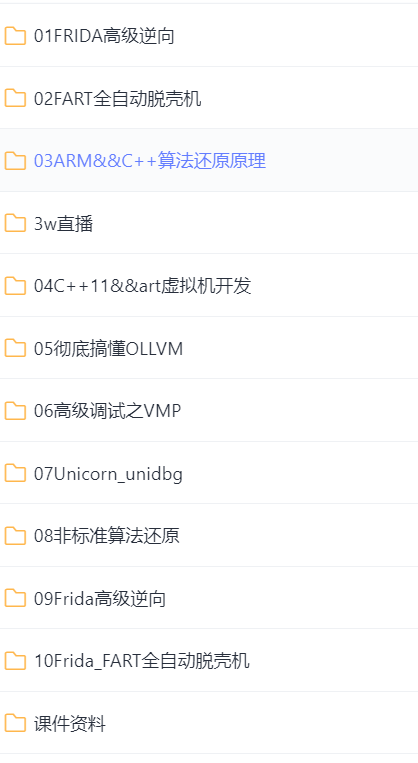 01FRIDA高级逆向
02FART全自动脱壳机
03ARM&&C++算法还原原理
3w直播
04C++11&&art虚拟机开发
05彻底搞懂OLLVM
06高级调试之VMP
07Unicorn_unidbg
08非标准算法还原
09Frida高级逆向
10Frida_FART全自动脱壳机
课件资料